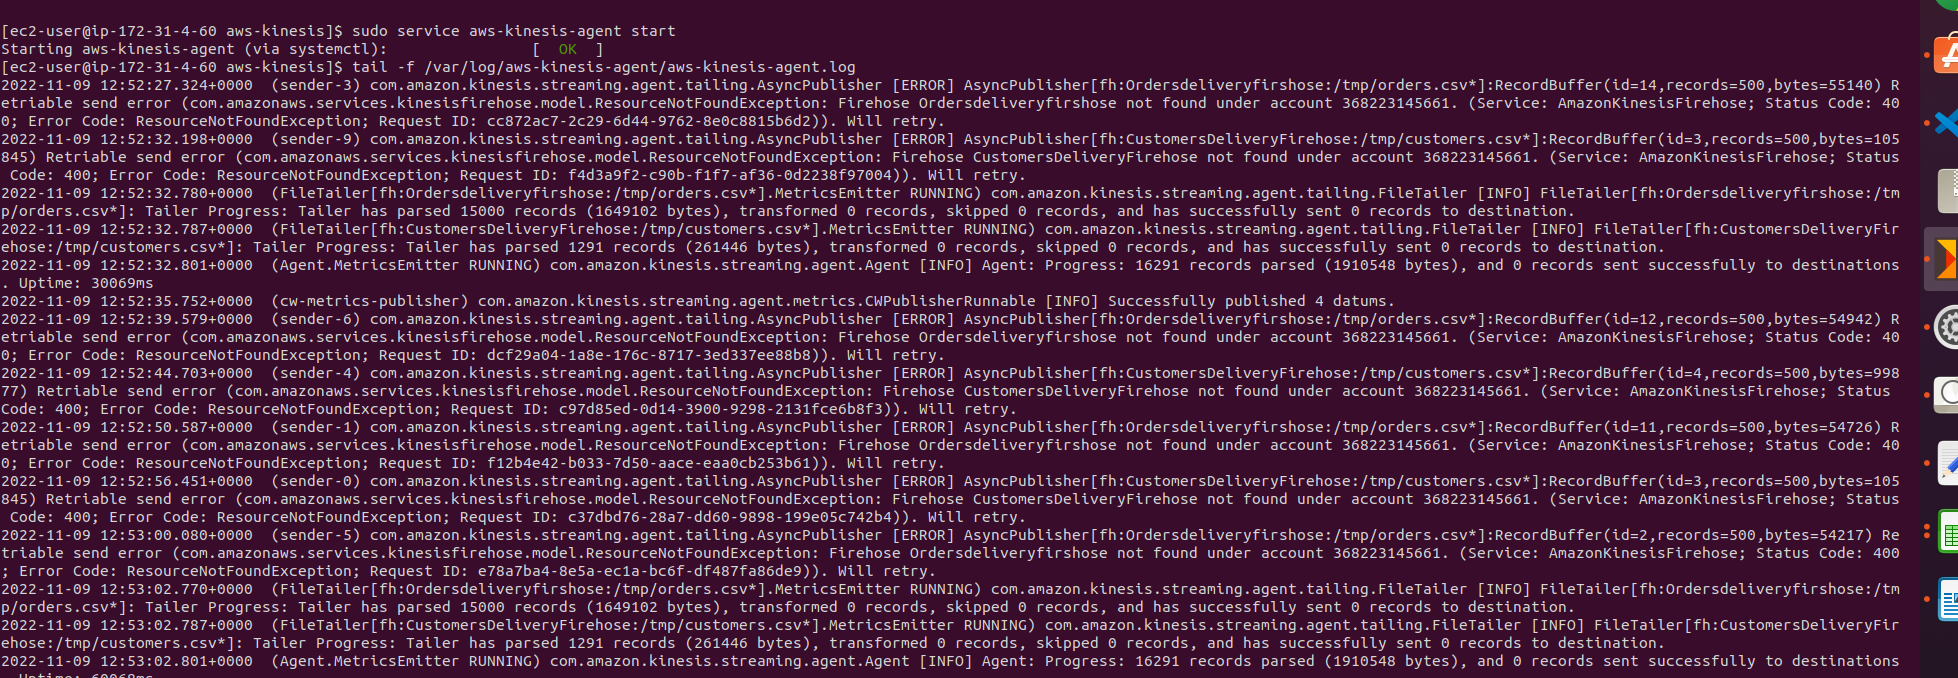 [ec2-user@ip-172-31-4-60 aws-kinesis]$ sudo service aws-kinesis-agent start
Starting aws-kinesis-agent (via systemctl):                [  OK  ]
[ec2-user@ip-172-31-4-60 aws-kinesis]$ tail -f /var/log/aws-kinesis-agent/aws-kinesis-agent.log
2022-11-09 12:52:27.324+0000  (sender-3) com.amazon.kinesis.streaming.agent.tailing.AsyncPublisher [ERROR] AsyncPublisher[fh:Ordersdeliveryfirshose:/tmp/orders.csv*]:RecordBuffer(id=14,records=500,bytes=55140) R
etriable send error (com.amazonaws.services.kinesisfirehose.model.ResourceNotFoundException: Firehose Ordersdeliveryfirshose not found under account 368223145661. (Service: AmazonKinesisFirehose; Status Code: 40
0; Error Code: ResourceNotFoundException; Request ID: cc872ac7-2c29-6d44-9762-8e0c8815b6d2)). Will retry.
2022-11-09 12:52:32.198+0000  (sender-9) com.amazon.kinesis.streaming.agent.tailing.AsyncPublisher [ERROR] AsyncPublisher[fh:CustomersDeliveryFirehose:/tmp/customers.csv*]:RecordBuffer(id=3,records=500,bytes=105
845) Retriable send error (com.amazonaws.services.kinesisfirehose.model.ResourceNotFoundException: Firehose CustomersDeliveryFirehose not found under account 368223145661. (Service: AmazonKinesisFirehose; Status
 Code: 400; Error Code: ResourceNotFoundException; Request ID: f4d3a9f2-c90b-f1f7-af36-0d2238f97004)). Will retry.
2022-11-09 12:52:32.780+0000  (FileTailer[fh:Ordersdeliveryfirshose:/tmp/orders.csv*].MetricsEmitter RUNNING) com.amazon.kinesis.streaming.agent.tailing.FileTailer [INFO] FileTailer[fh:Ordersdeliveryfirshose:/tm
p/orders.csv*]: Tailer Progress: Tailer has parsed 15000 records (1649102 bytes), transformed 0 records, skipped 0 records, and has successfully sent 0 records to destination.
2022-11-09 12:52:32.787+0000  (FileTailer[fh:CustomersDeliveryFirehose:/tmp/customers.csv*].MetricsEmitter RUNNING) com.amazon.kinesis.streaming.agent.tailing.FileTailer [INFO] FileTailer[fh:CustomersDeliveryFir
ehose:/tmp/customers.csv*]: Tailer Progress: Tailer has parsed 1291 records (261446 bytes), transformed 0 records, skipped 0 records, and has successfully sent 0 records to destination.
2022-11-09 12:52:32.801+0000  (Agent.MetricsEmitter RUNNING) com.amazon.kinesis.streaming.agent.Agent [INFO] Agent: Progress: 16291 records parsed (1910548 bytes), and 0 records sent successfully to destinations
. Uptime: 30069ms
2022-11-09 12:52:35.752+0000  (cw-metrics-publisher) com.amazon.kinesis.streaming.agent.metrics.CWPublisherRunnable [INFO] Successfully published 4 datums.
2022-11-09 12:52:39.579+0000  (sender-6) com.amazon.kinesis.streaming.agent.tailing.AsyncPublisher [ERROR] AsyncPublisher[fh:Ordersdeliveryfirshose:/tmp/orders.csv*]:RecordBuffer(id=12,records=500,bytes=54942) R
etriable send error (com.amazonaws.services.kinesisfirehose.model.ResourceNotFoundException: Firehose Ordersdeliveryfirshose not found under account 368223145661. (Service: AmazonKinesisFirehose; Status Code: 40
0; Error Code: ResourceNotFoundException; Request ID: dcf29a04-1a8e-176c-8717-3ed337ee88b8)). Will retry.
2022-11-09 12:52:44.703+0000  (sender-4) com.amazon.kinesis.streaming.agent.tailing.AsyncPublisher [ERROR] AsyncPublisher[fh:CustomersDeliveryFirehose:/tmp/customers.csv*]:RecordBuffer(id=4,records=500,bytes=998
77) Retriable send error (com.amazonaws.services.kinesisfirehose.model.ResourceNotFoundException: Firehose CustomersDeliveryFirehose not found under account 368223145661. (Service: AmazonKinesisFirehose; Status 
Code: 400; Error Code: ResourceNotFoundException; Request ID: c97d85ed-0d14-3900-9298-2131fce6b8f3)). Will retry.
2022-11-09 12:52:50.587+0000  (sender-1) com.amazon.kinesis.streaming.agent.tailing.AsyncPublisher [ERROR] AsyncPublisher[fh:Ordersdeliveryfirshose:/tmp/orders.csv*]:RecordBuffer(id=11,records=500,bytes=54726) R
etriable send error (com.amazonaws.services.kinesisfirehose.model.ResourceNotFoundException: Firehose Ordersdeliveryfirshose not found under account 368223145661. (Service: AmazonKinesisFirehose; Status Code: 40
0; Error Code: ResourceNotFoundException; Request ID: f12b4e42-b033-7d50-aace-eaa0cb253b61)). Will retry.
2022-11-09 12:52:56.451+0000  (sender-0) com.amazon.kinesis.streaming.agent.tailing.AsyncPublisher [ERROR] AsyncPublisher[fh:CustomersDeliveryFirehose:/tmp/customers.csv*]:RecordBuffer(id=3,records=500,bytes=105
845) Retriable send error (com.amazonaws.services.kinesisfirehose.model.ResourceNotFoundException: Firehose CustomersDeliveryFirehose not found under account 368223145661. (Service: AmazonKinesisFirehose; Status
 Code: 400; Error Code: ResourceNotFoundException; Request ID: c37dbd76-28a7-dd60-9898-199e05c742b4)). Will retry.
2022-11-09 12:53:00.080+0000  (sender-5) com.amazon.kinesis.streaming.agent.tailing.AsyncPublisher [ERROR] AsyncPublisher[fh:Ordersdeliveryfirshose:/tmp/orders.csv*]:RecordBuffer(id=2,records=500,bytes=54217) Re
triable send error (com.amazonaws.services.kinesisfirehose.model.ResourceNotFoundException: Firehose Ordersdeliveryfirshose not found under account 368223145661. (Service: AmazonKinesisFirehose; Status Code: 400
; Error Code: ResourceNotFoundException; Request ID: e78a7ba4-8e5a-ec1a-bc6f-df487fa86de9)). Will retry.
2022-11-09 12:53:02.770+0000  (FileTailer[fh:Ordersdeliveryfirshose:/tmp/orders.csv*].MetricsEmitter RUNNING) com.amazon.kinesis.streaming.agent.tailing.FileTailer [INFO] FileTailer[fh:Ordersdeliveryfirshose:/tm
p/orders.csv*]: Tailer Progress: Tailer has parsed 15000 records (1649102 bytes), transformed 0 records, skipped 0 records, and has successfully sent 0 records to destination.
2022-11-09 12:53:02.787+0000  (FileTailer[fh:CustomersDeliveryFirehose:/tmp/customers.csv*].MetricsEmitter RUNNING) com.amazon.kinesis.streaming.agent.tailing.FileTailer [INFO] FileTailer[fh:CustomersDeliveryFir
ehose:/tmp/customers.csv*]: Tailer Progress: Tailer has parsed 1291 records (261446 bytes), transformed 0 records, skipped 0 records, and has successfully sent 0 records to destination.
2022-11-09 12:53:02.801+0000  (Agent.MetricsEmitter RUNNING) com.amazon.kinesis.streaming.agent.Agent [INFO] Agent: Progress: 16291 records parsed (1910548 bytes), and 0 records sent successfully to destinations